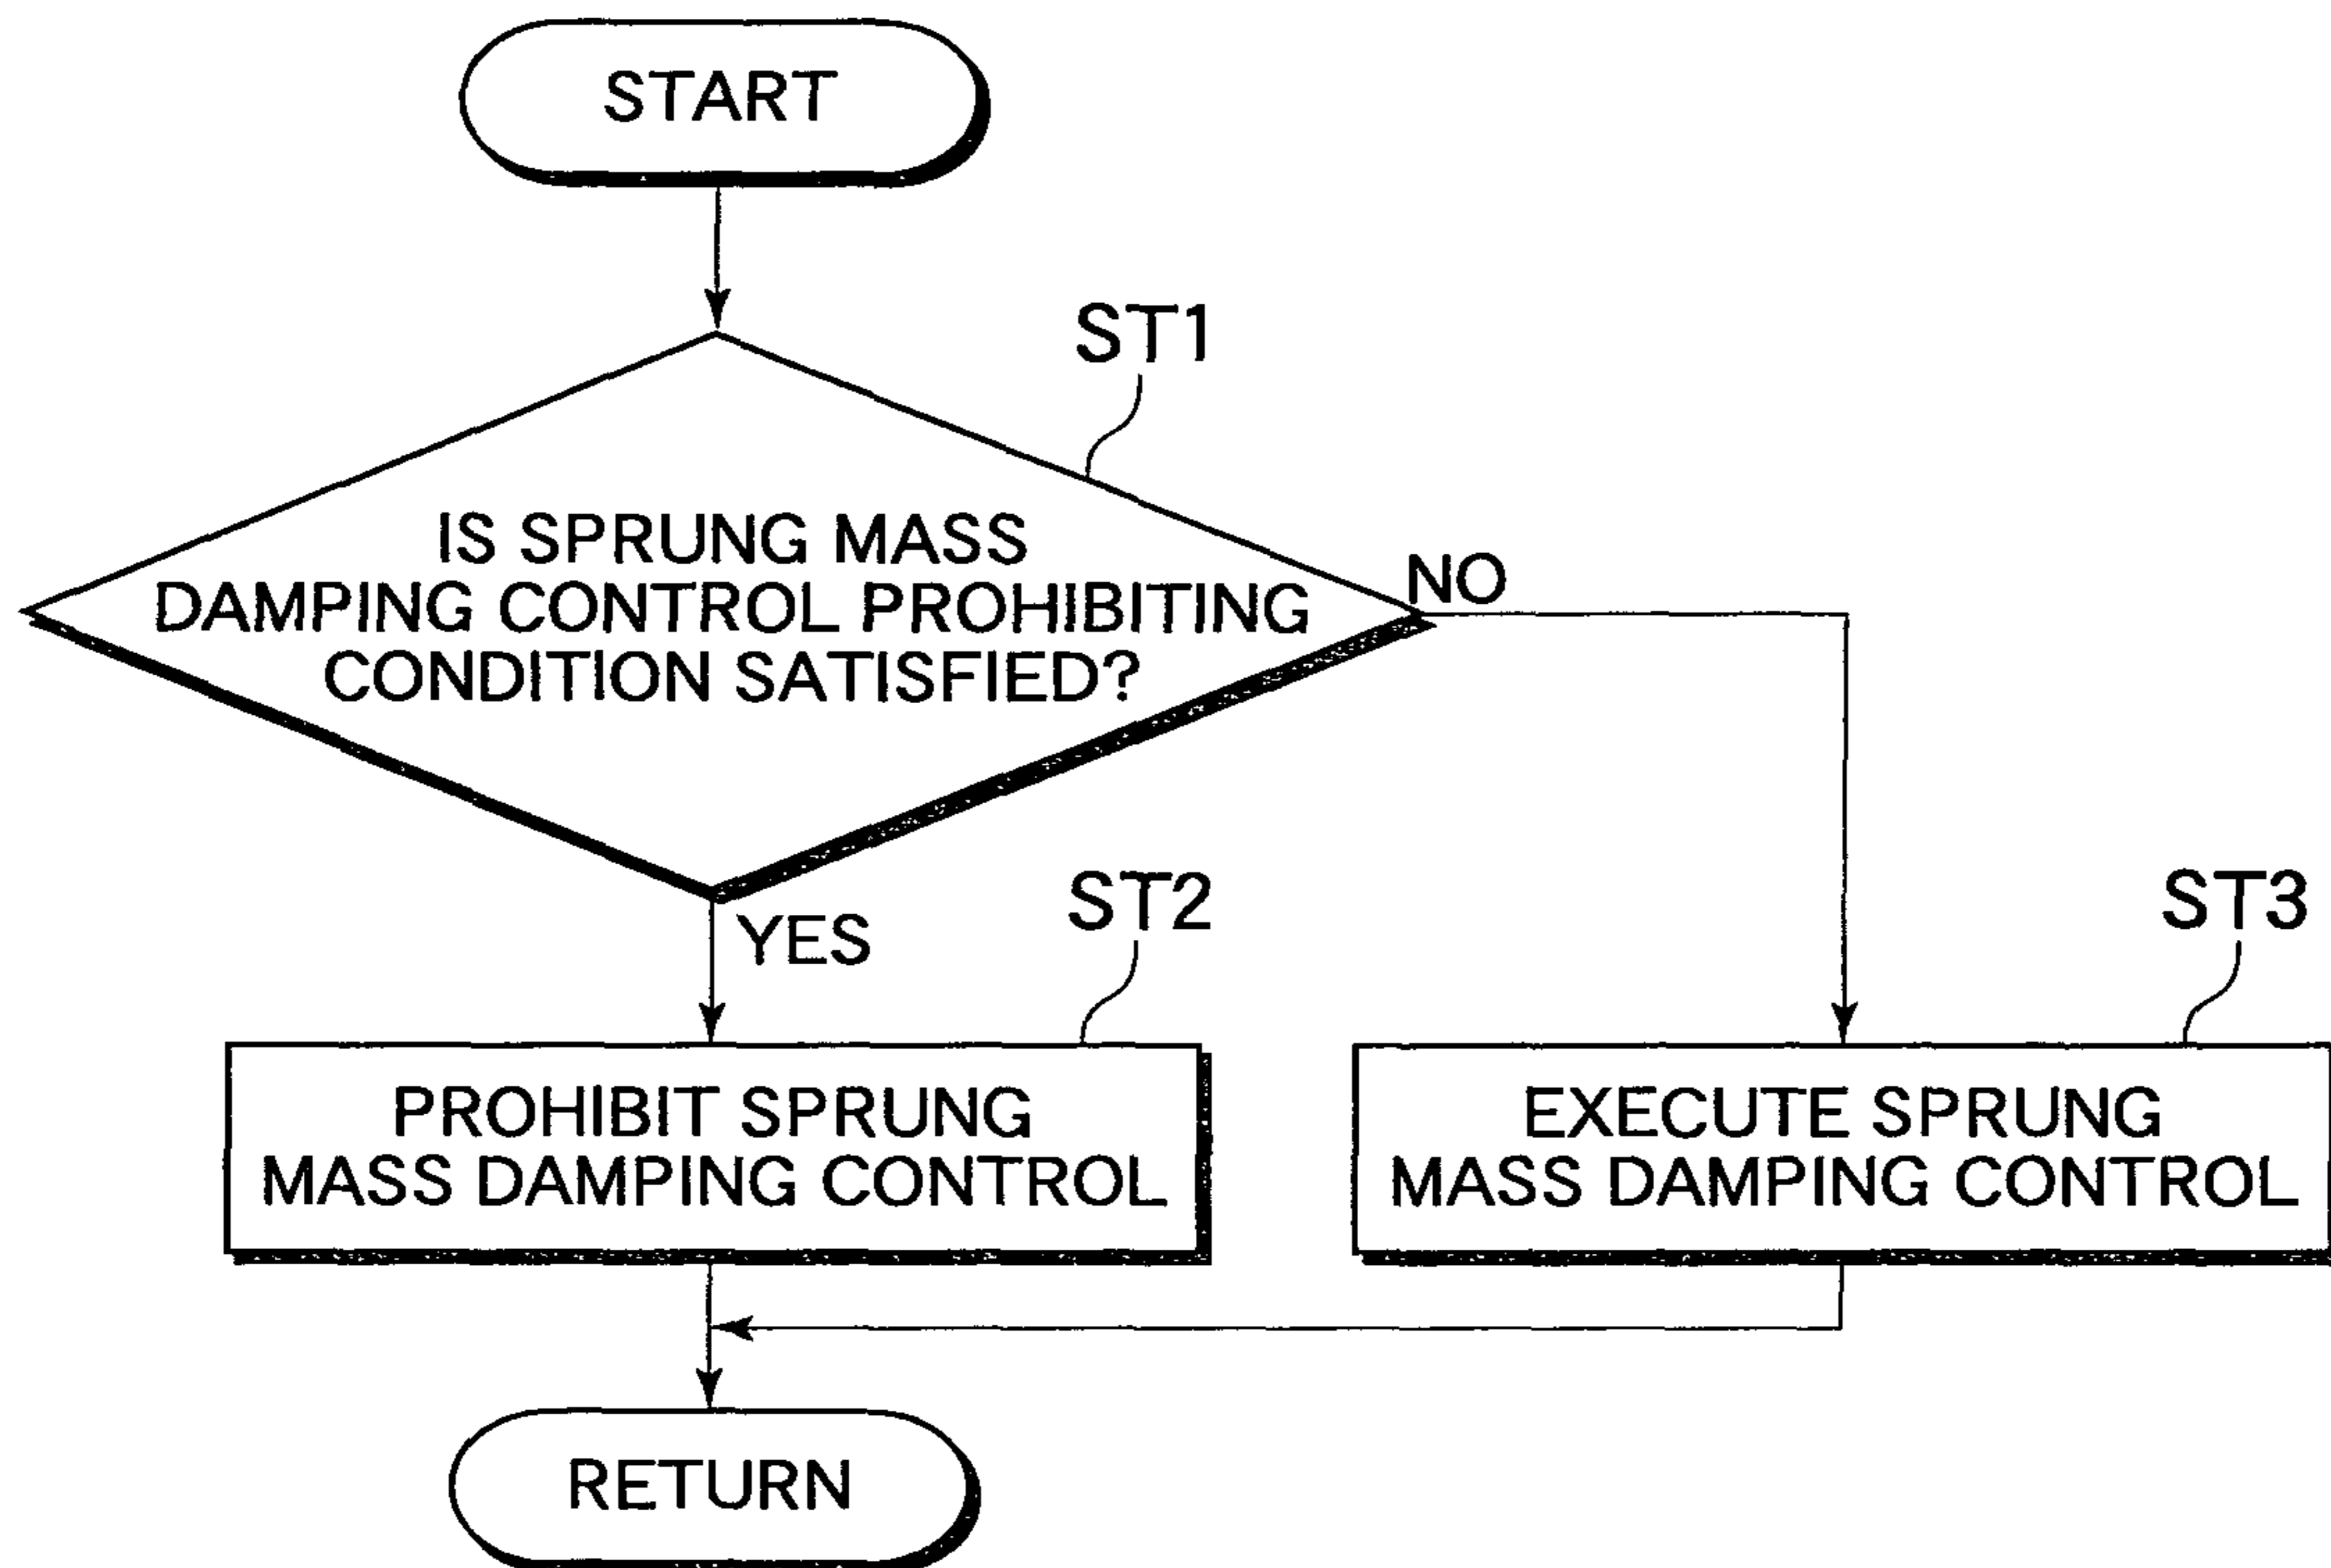 START
ST1
IS SPRUNG MASS
DAMPING CONTROL PROHIBITING
CONDITION SATISFIED?
NO
YES
ST2
ST3
PROHIBIT SPRUNG
MASS DAMPING CONTROL
EXECUTE SPRUNG
MASS DAMPING CONTROL
RETURN